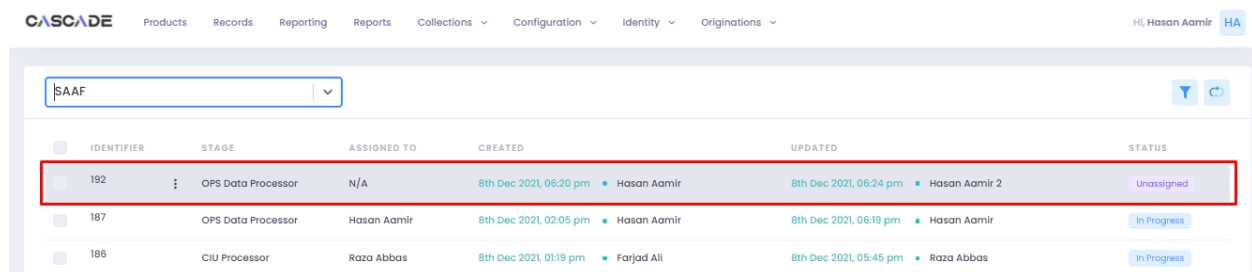 CASCADE Products Records Reporting Reports Collections Configuration Identity Originations Hi, Hasan Aamir HA
SAAF
IDENTIFIER STAGE ASSIGNED TO CREATED UPDATED STATUS
192 OPS Data Processor N/A 8th Dec 2021, 06:20 pm Hasan Aamir 8th Dec 2021, 06:24 pm Hasan Aamir 2 Unassigned
187 OPS Data Processor Hasan Aamir 8th Dec 2021, 02:05 pm Hasan Aamir 8th Dec 2021, 06:19 pm Hasan Aamir In Progress
186 CIU Processor Raza Abbas 8th Dec 2021, 01:19 pm Farjad Ali 8th Dec 2021, 05:45 pm Raza Abbas In Progress